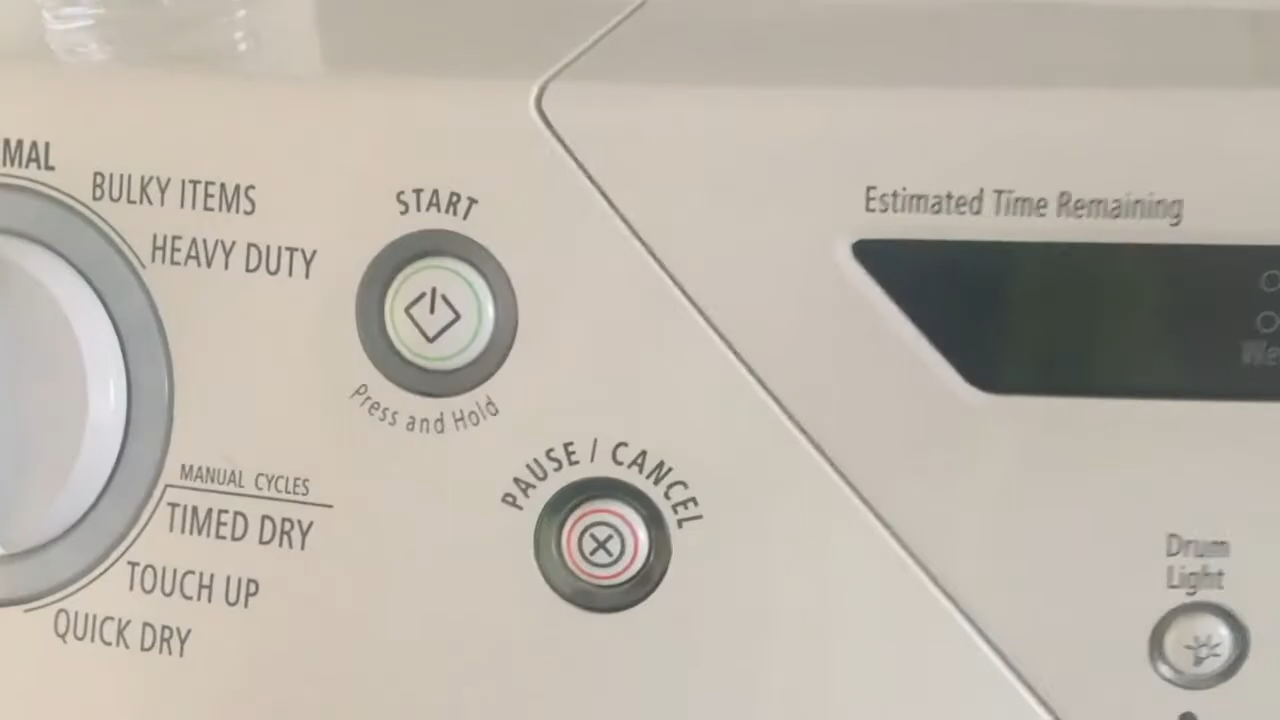 MAL
BULKY ITEMS
HEAVY DUTY
START
Press and Hold
PAUSE / CANCEL
MANUAL CYCLES
TIMED DRY
TOUCH UP
QUICK DRY
Estimated Time Remaining
Drum
Light